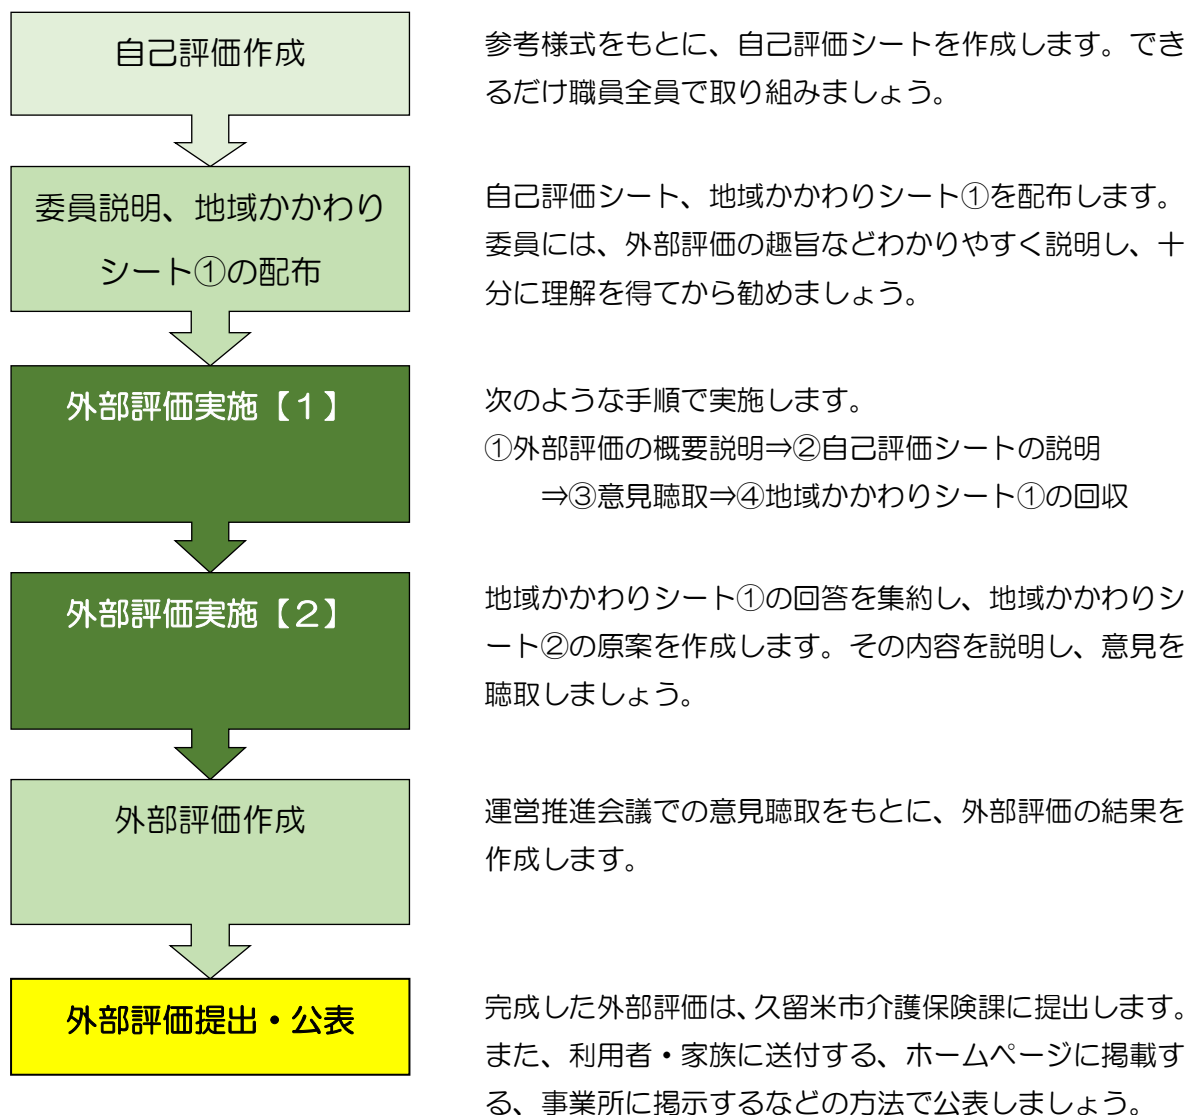 自己評価作成
参考様式をもとに、自己評価シートを作成します。でき
るだけ職員全員で取り組みましょう。
委員説明、地域かかわり
シート①の配布
自己評価シート、地域かかわりシート①を配布します。
委員には、外部評価の趣旨などわかりやすく説明し、十
分に理解を得てから勧めましょう。
外部評価実施【１】
次のような手順で実施します。
①外部評価の概要説明⇒②自己評価シートの説明
⇒③意見聴取⇒④地域かかわりシート①の回収
外部評価実施【２】
地域かかわりシート①の回答を集約し、地域かかわりシ
ート②の原案を作成します。その内容を説明し、意見を
聴取しましょう。
外部評価作成
運営推進会議での意見聴取をもとに、外部評価の結果を
作成します。
外部評価提出・公表
完成した外部評価は、久留米市介護保険課に提出します。
また、利用者・家族に送付する、ホームページに掲載す
る、事業所に掲示するなどの方法で公表しましょう。